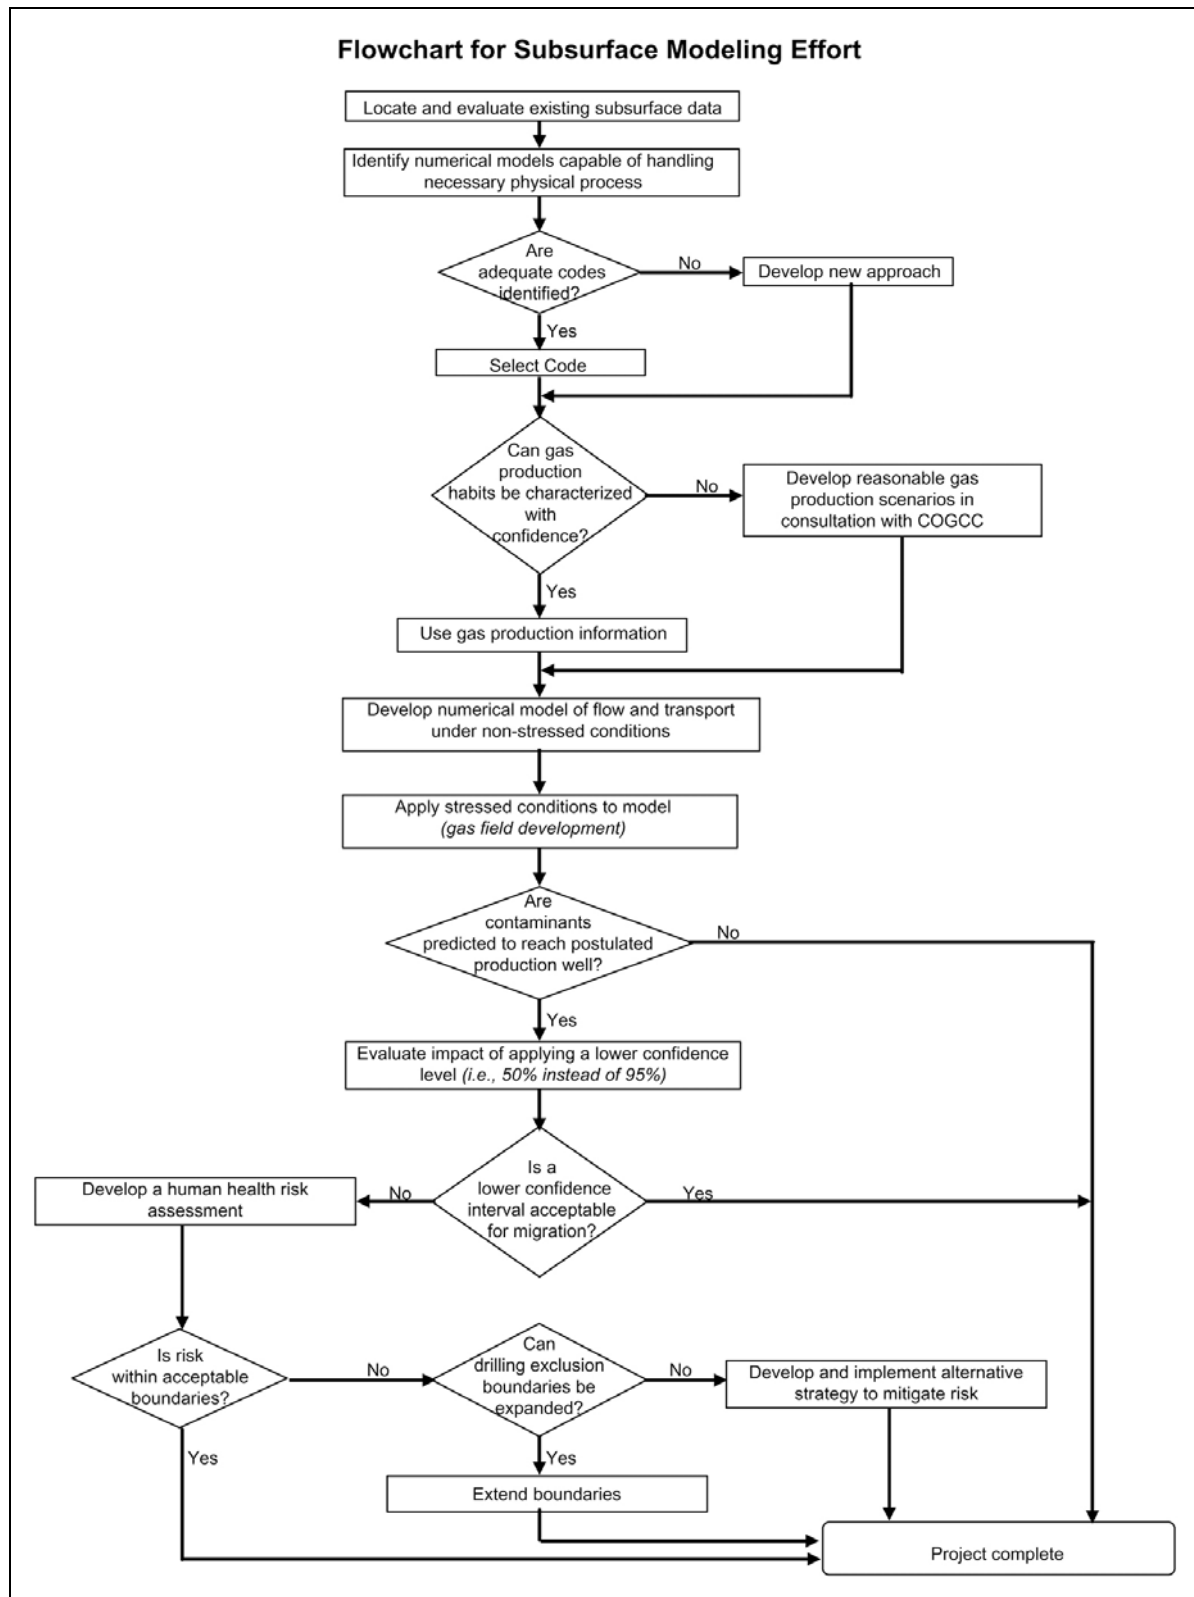 Flowchart for Subsurface Modeling Effort
Locate and evaluate existing subsurface data
Identify numerical models capable of handling
necessary physical process
Are
adequate codes
identified?
No
Develop new approach
Yes
Select Code
Can gas
production
habits be characterized
with
confidence?
No
Develop reasonable gas
production scenarios in
consultation with COGCC
Yes
Use gas production information
Develop numerical model of flow and transport
under non-stressed conditions
Apply stressed conditions to model
(gas field development)
Are
contaminants
predicted to reach postulated
production well?
No
Yes
Evaluate impact of applying a lower confidence
level (i.e., 50% instead of 95%)
Is a
lower confidence
interval acceptable
for migration?
No
Yes
Develop a human health risk
assessment
Is risk
within acceptable
boundaries?
No
Can
drilling exclusion
boundaries be
expanded?
No
Develop and implement alternative
strategy to mitigate risk
Yes
Yes
Extend boundaries
Project complete